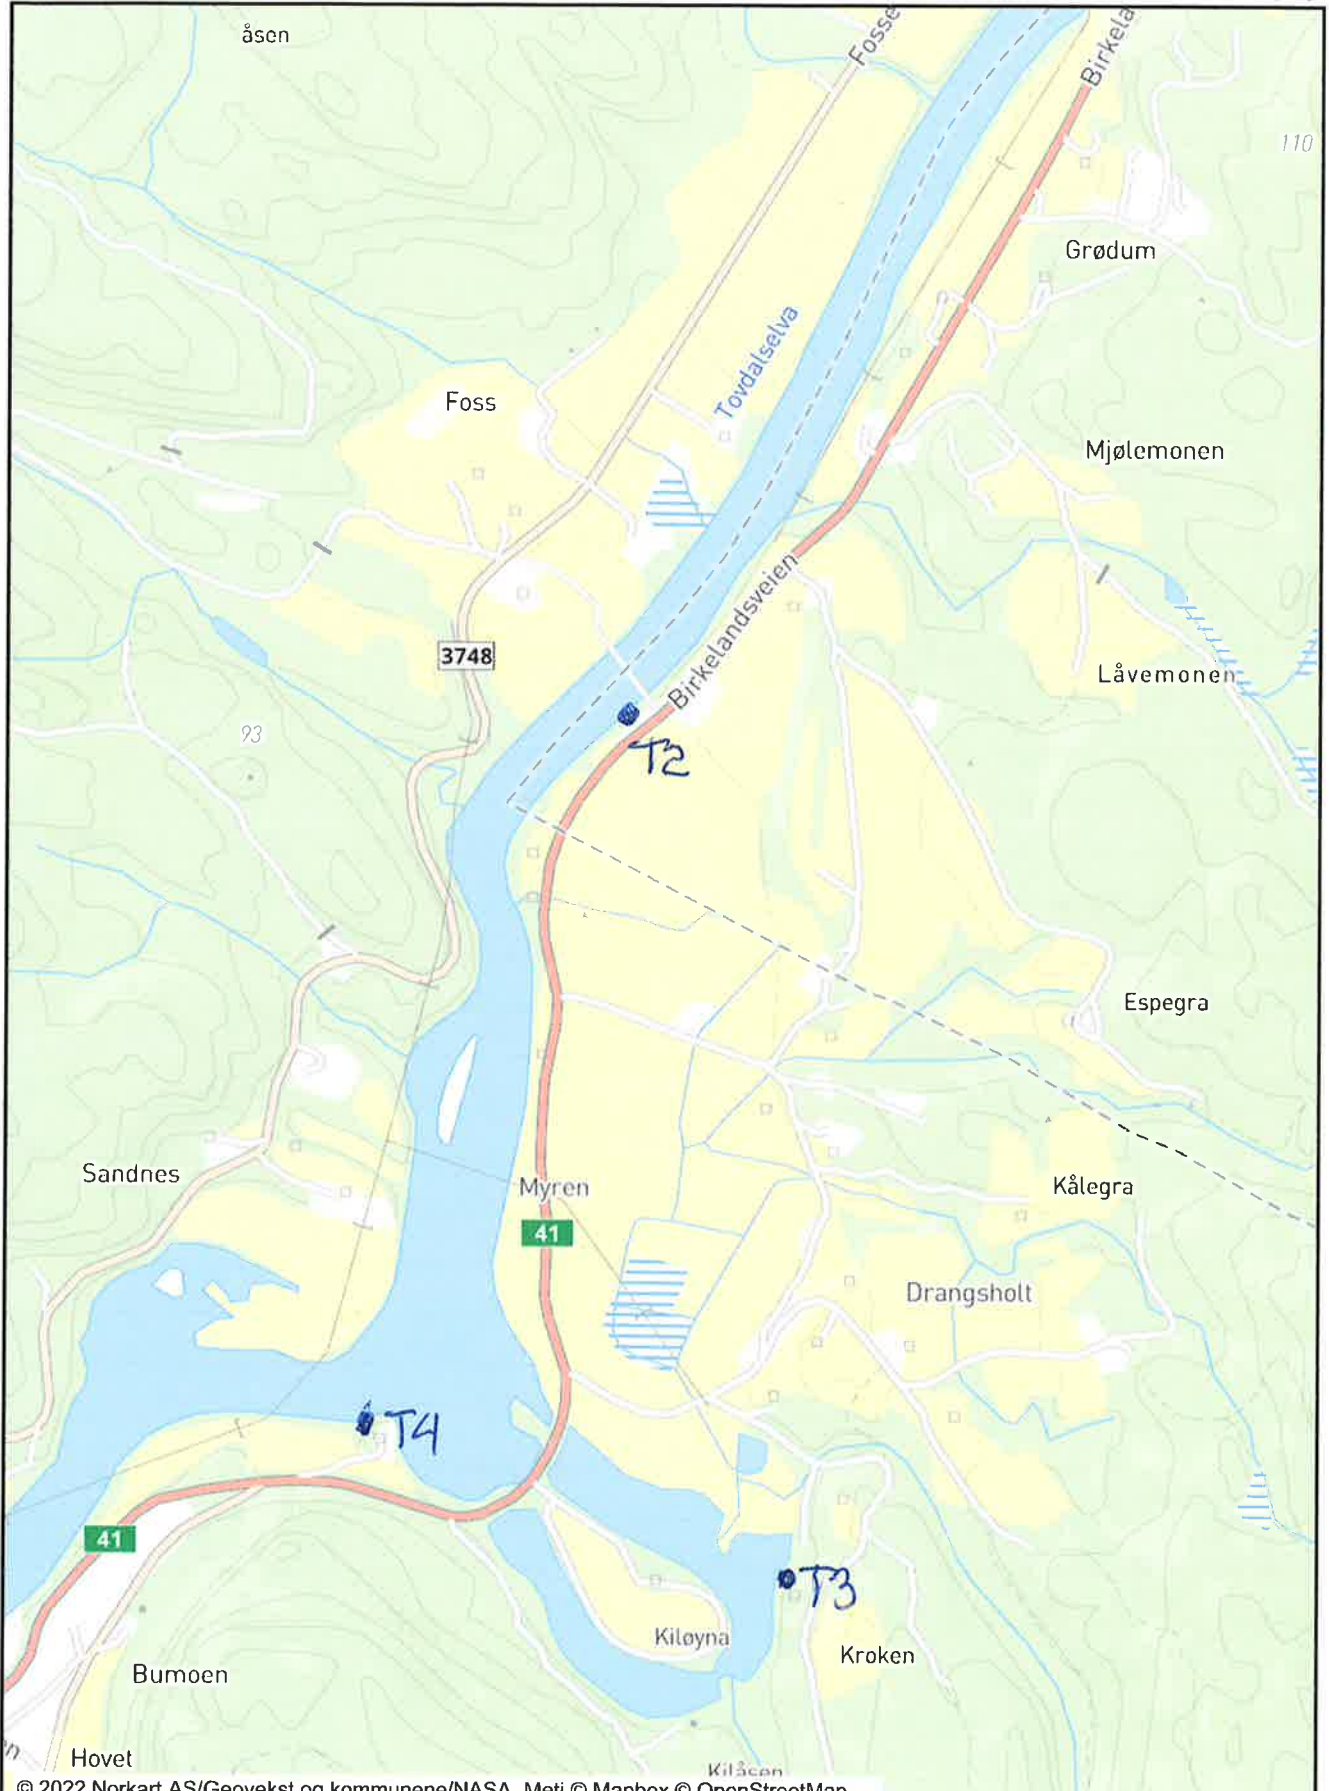 åsen
Fosse
Birkela
110
Grødum
Tovdalselva
Foss
Mjølemonen
Birkelandsveien
3748
Låvemonen
93
T2
Espegra
Sandnes
Myren
Kålegra
41
Drangsholt
T4
41
T3
Kiløyna
Kroken
Bumoen
Hovet
Kilåsen
© 2022 Norkart AS/Geovekst og kommunene/NASA, Meti © Mapbox © OpenStreetMap